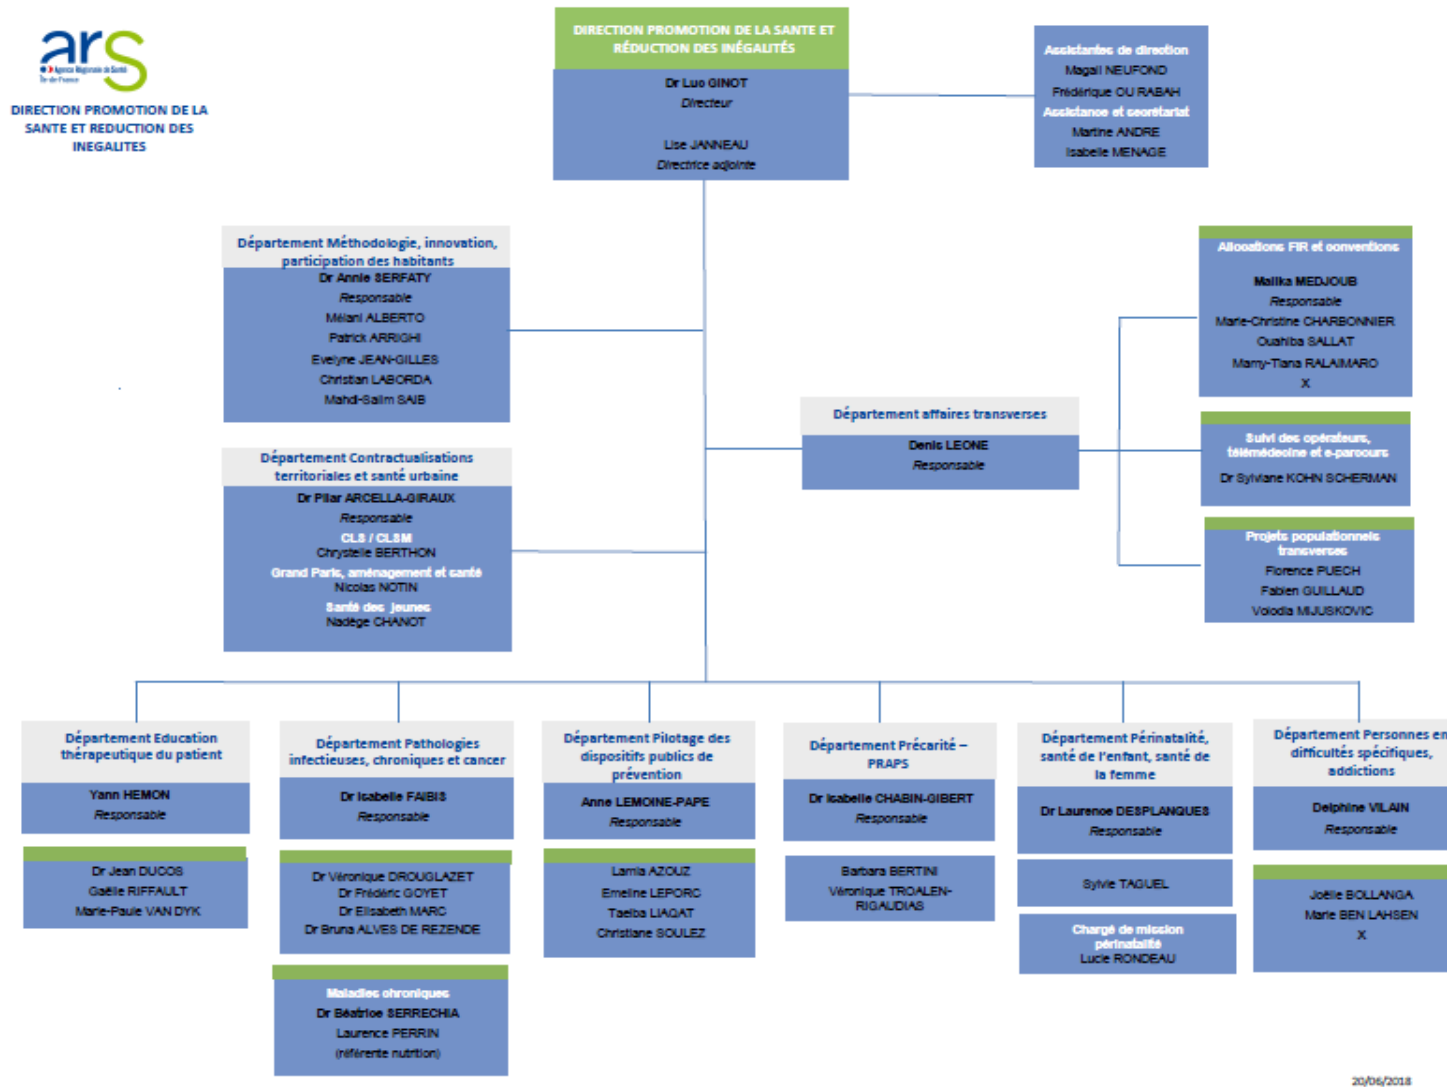 ars
Agence Régionale de Santé
Île-de-France
DIRECTION PROMOTION DE LA
SANTE ET REDUCTION DES
INEGALITES
DIRECTION PROMOTION DE LA SANTE ET
RÉDUCTION DES INÉGALITÉS
Dr Luc GINOT
Directeur
Lise JANNEAU
Directrice adjointe
Assistantes de direction
Magali NEUFOND
Frédérique OU RABAH
Assistance et secrétariat
Martine ANDRE
Isabelle MENAGE
Département Méthodologie, innovation,
participation des habitants
Dr Annie SERFATY
Responsable
Mélani ALBERTO
Patrick ARRIGHI
Evelyne JEAN-GILLES
Christian LABORDA
Mahdi-Salim SAIB
Allocations FIR et conventions
Malika MEDJOUB
Responsable
Marie-Christine CHARBONNIER
Ouahiba SALLAT
Mamy-Tiana RALAIMARO
X
Département affaires transverses
Denis LEONE
Responsable
Suivi des opérateurs,
télémédecine et e-parcours
Dr Sylviane KOHN SCHERMAN
Département Contractualisations
territoriales et santé urbaine
Dr Pilar ARCELLA-GIRAUX
Responsable
CLS / CLSM
Chrystelle BERTHON
Grand Paris, aménagement et santé
Nicolas NOTIN
Santé des jeunes
Nadège CHANOT
Projets populationnels
transverses
Florence PUECH
Fabien GUILLAUD
Volodia MIJUSKOVIC
Département Education
thérapeutique du patient
Yann HEMON
Responsable
Dr Jean DUCOS
Gaëlle RIFFAULT
Marie-Paule VAN DYK
Département Pathologies
infectieuses, chroniques et cancer
Dr Isabelle FAIBIS
Responsable
Dr Véronique DROUGLAZET
Dr Frédéric GOYET
Dr Elisabeth MARC
Dr Bruna ALVES DE REZENDE
Maladies chroniques
Dr Béatrice SERRECHIA
Laurence PERRIN
(référente nutrition)
Département Pilotage des
dispositifs publics de
prévention
Anne LEMOINE-PAPE
Responsable
Lamia AZOUZ
Emeline LEPORC
Taeiba LIAQAT
Christiane SOULEZ
Département Précarité –
PRAPS
Dr Isabelle CHABIN-GIBERT
Responsable
Barbara BERTINI
Véronique TROALEN-
RIGAUDIAS
Département Périnatalité,
santé de l'enfant, santé de
la femme
Dr Laurence DESPLANQUES
Responsable
Sylvie TAGUEL
Chargé de mission
périnatalité
Lucie RONDEAU
Département Personnes en
difficultés spécifiques,
addictions
Delphine VILAIN
Responsable
Joëlle BOLLANGA
Marie BEN LAHSEN
X
20/06/2018